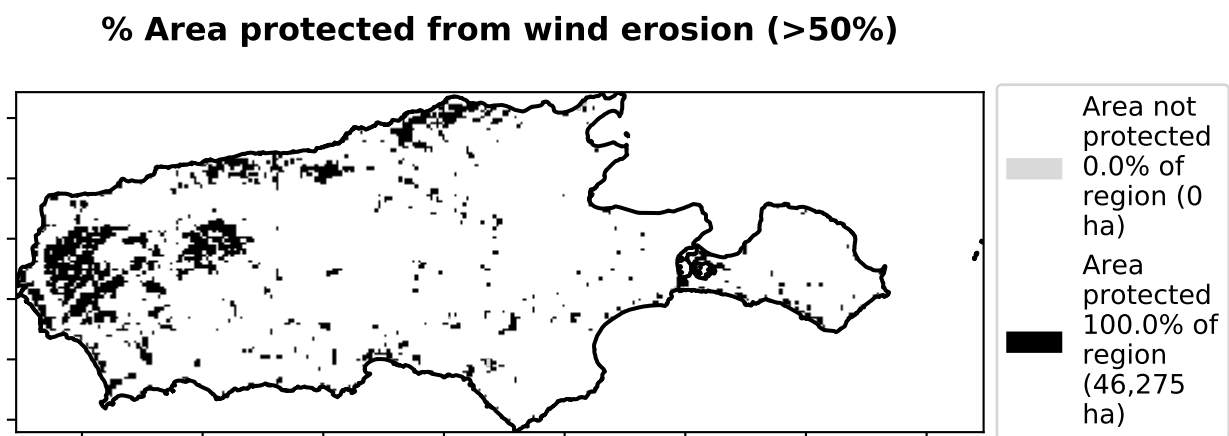 % Area protected from wind erosion (>50%)
Area not
protected
0.0% of
region (0
ha)
Area
protected
100.0% of
region
(46,275
ha)